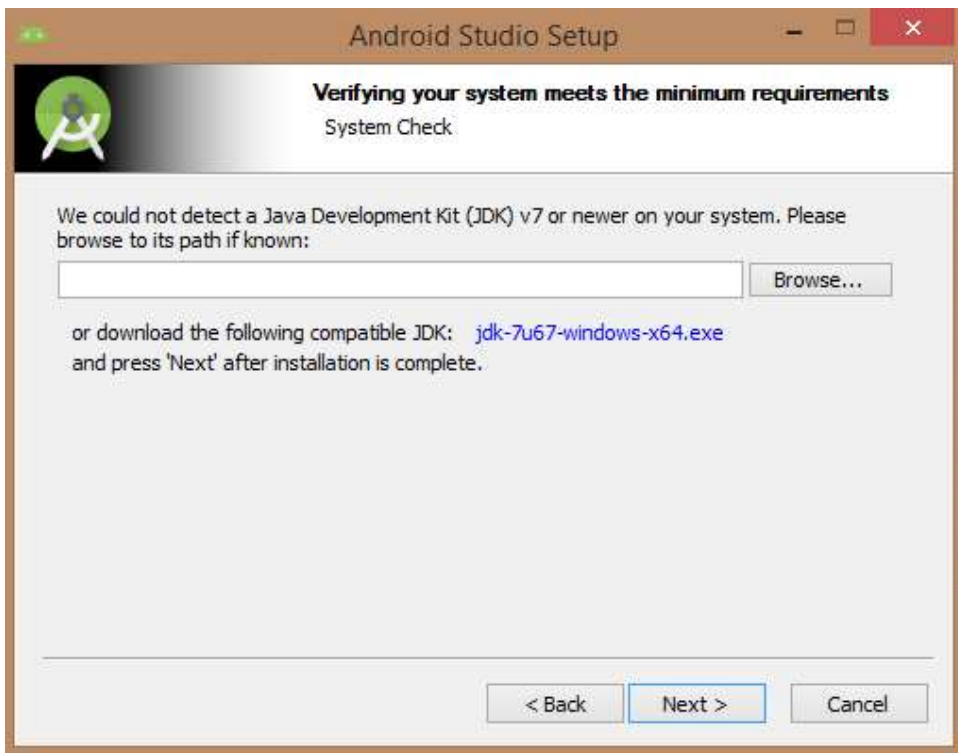 Android Studio Setup
Verifying your system meets the minimum requirements
System Check
We could not detect a Java Development Kit (JDK) v7 or newer on your system. Please
browse to its path if known:
Browse...
or download the following compatible JDK: jdk-7u67-windows-x64.exe
and press 'Next' after installation is complete.
< Back Next > Cancel